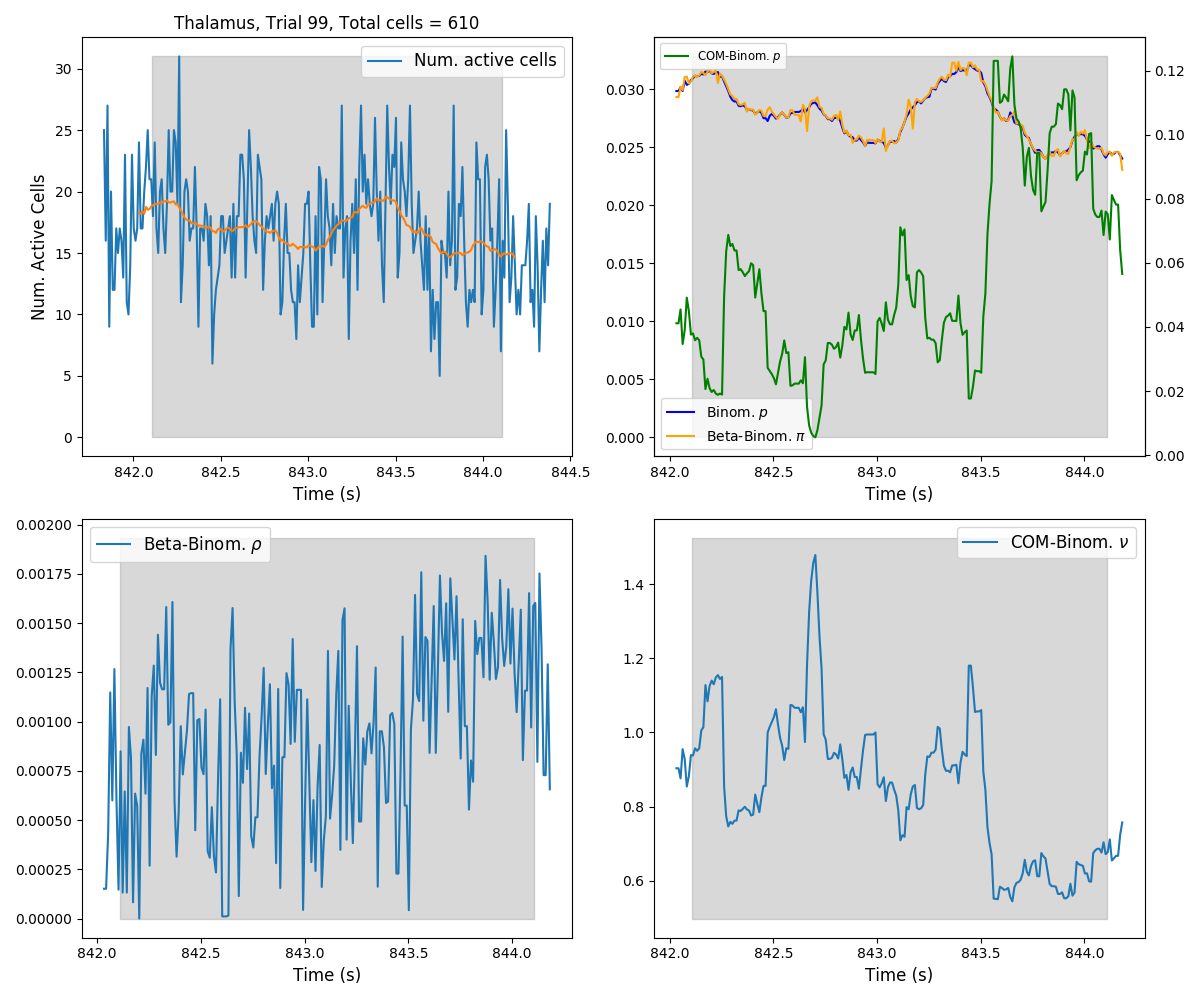 Thalamus, Trial 99, Total cells = 610
Num. active cells
30
25
20
15
10
5
0
Num. Active Cells
842.0 842.5 843.0 843.5 844.0 844.5
Time (s)
COM-Binom. p
0.030
0.025
0.020
0.015
0.010
0.005
0.000
0.12
0.10
0.08
0.06
0.04
0.02
0.00
Binom. p
Beta-Binom. π
842.0 842.5 843.0 843.5 844.0
Time (s)
Beta-Binom. ρ
0.00200
0.00175
0.00150
0.00125
0.00100
0.00075
0.00050
0.00025
0.00000
842.0 842.5 843.0 843.5 844.0
Time (s)
COM-Binom. ν
1.4
1.2
1.0
0.8
0.6
842.0 842.5 843.0 843.5 844.0
Time (s)